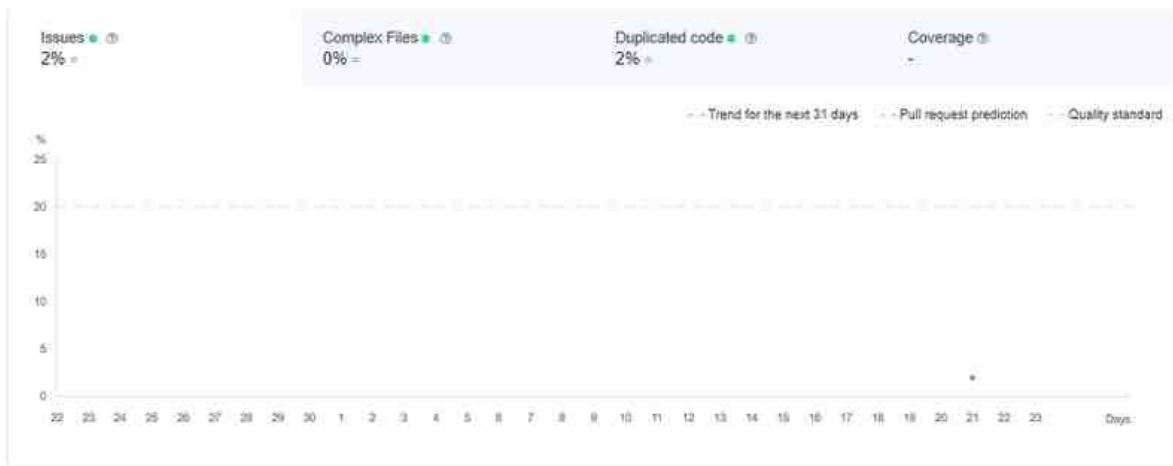 Issues Complex Files Duplicated code Coverage
2% = 0% = 2% = -
Trend for the next 31 days Pull request prediction Quality standard
%
25
20
15
10
5
0
22 23 24 25 26 27 28 29 30 1 2 3 4 5 6 7 8 9 10 11 12 13 14 15 16 17 18 19 20 21 22 23 Days